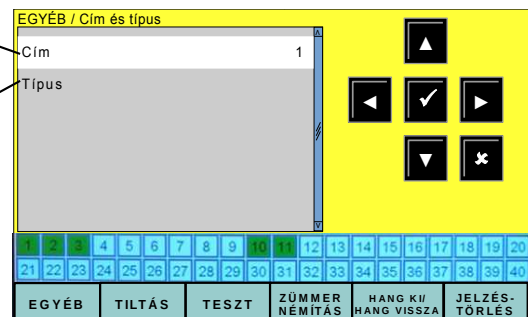 EGYÉB / Cím és típus
Cím 1
Típus
1 2 3 4 5 6 7 8 9 10 11 12 13 14 15 16 17 18 19 20
21 22 23 24 25 26 27 28 29 30 31 32 33 34 35 36 37 38 39 40
EGYÉB TILTÁS TESZT ZÜMMER NÉMÍTÁS HANG KI/ HANG VISSZA JELZÉS- TÖRLÉS